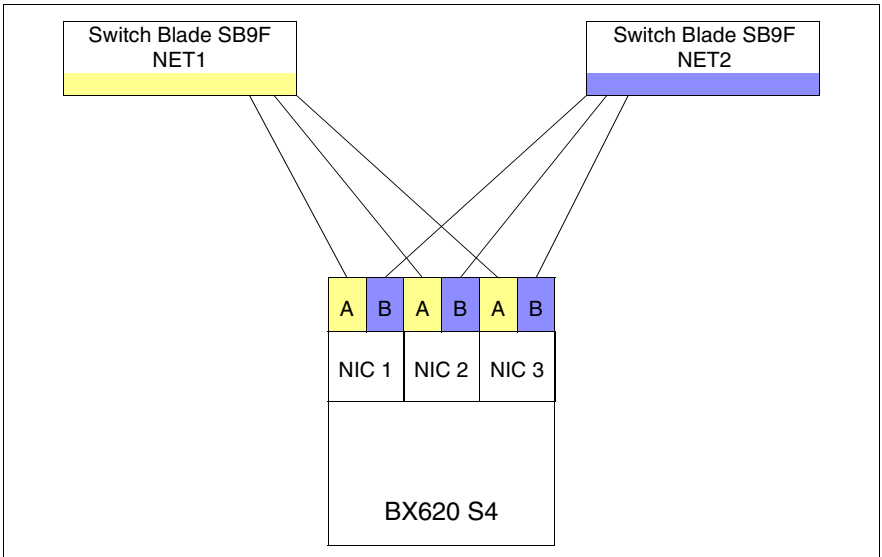 Switch Blade SB9F
NET1
Switch Blade SB9F
NET2
A B A B A B
NIC 1 NIC 2 NIC 3
BX620 S4